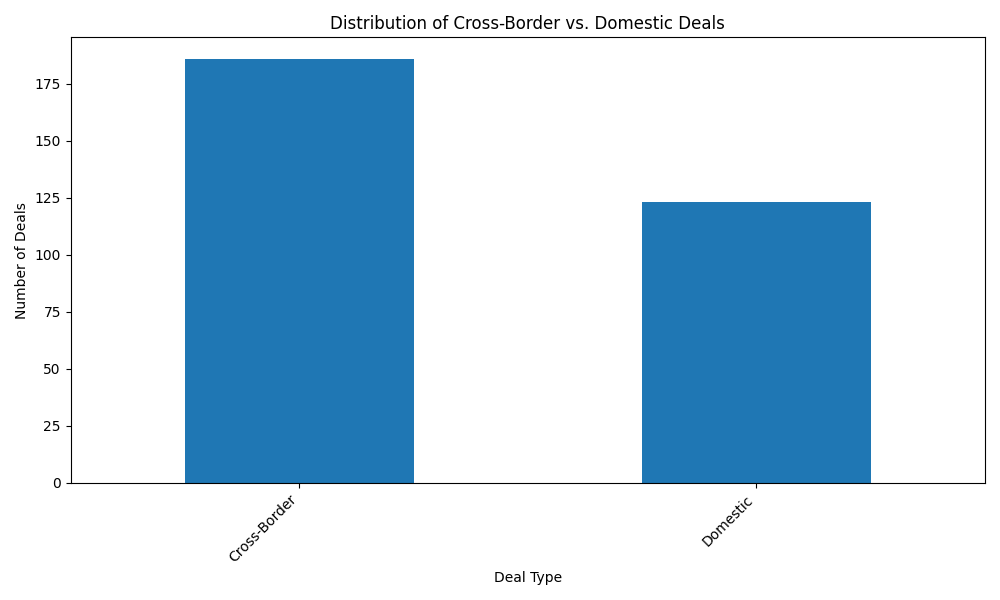 Distribution of Cross-Border vs. Domestic Deals
Number of Deals
175
150
125
100
75
50
25
0
Cross-Border
Domestic
Deal Type